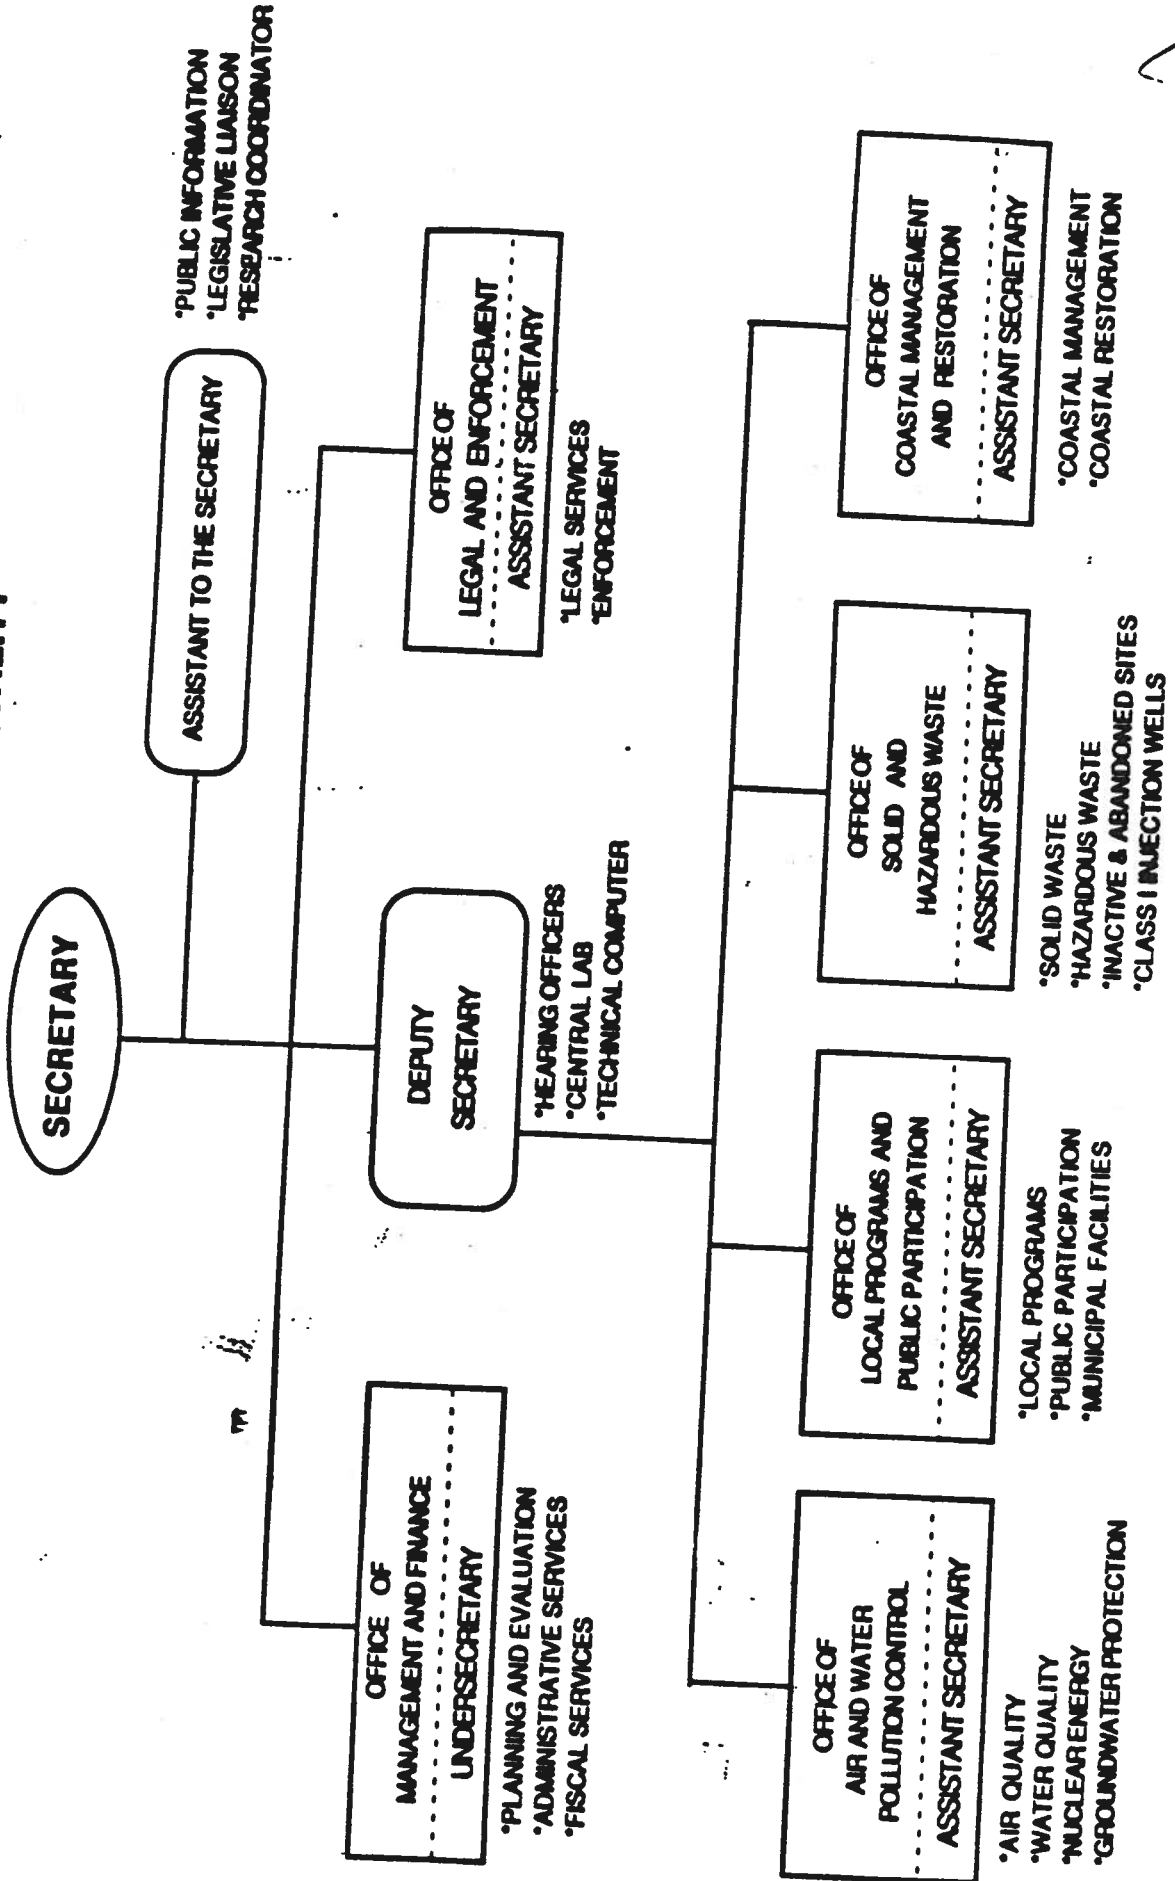 SECRETARY
ASSISTANT TO THE SECRETARY
*PUBLIC INFORMATION
*LEGISLATIVE LIAISON
*RESEARCH COORDINATOR
OFFICE OF
MANAGEMENT AND FINANCE
UNDERSECRETARY
*PLANNING AND EVALUATION
*ADMINISTRATIVE SERVICES
*FISCAL SERVICES
DEPUTY
SECRETARY
*HEARING OFFICERS
*CENTRAL LAB
*TECHNICAL COMPUTER
OFFICE OF
LEGAL AND ENFORCEMENT
ASSISTANT SECRETARY
*LEGAL SERVICES
*ENFORCEMENT
OFFICE OF
AIR AND WATER
POLLUTION CONTROL
ASSISTANT SECRETARY
*AIR QUALITY
*WATER QUALITY
*NUCLEAR ENERGY
*GROUNDWATER PROTECTION
OFFICE OF
LOCAL PROGRAMS AND
PUBLIC PARTICIPATION
ASSISTANT SECRETARY
*LOCAL PROGRAMS
*PUBLIC PARTICIPATION
*MUNICIPAL FACILITIES
OFFICE OF
SOLID AND
HAZARDOUS WASTE
ASSISTANT SECRETARY
*SOLID WASTE
*HAZARDOUS WASTE
*INACTIVE & ABANDONED SITES
*CLASS I INJECTION WELLS
OFFICE OF
COASTAL MANAGEMENT
AND RESTORATION
ASSISTANT SECRETARY
*COASTAL MANAGEMENT
*COASTAL RESTORATION